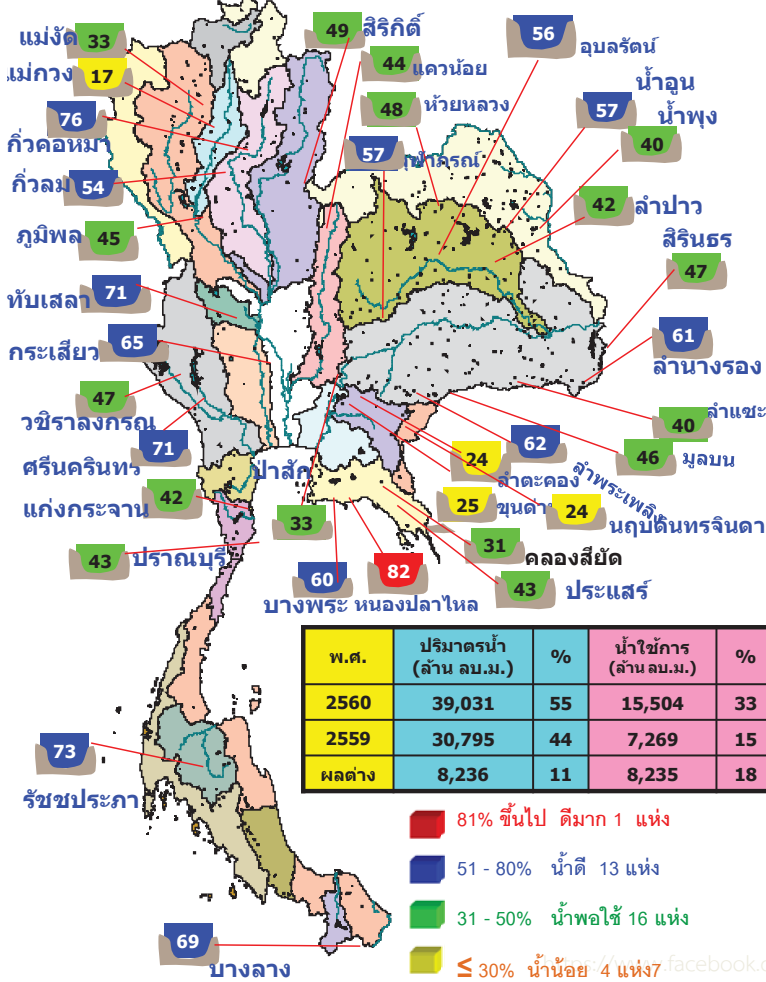 49 สิริกิติ์
56
อุบลรัตน์
แม่งัด 33
44 แควน้อย
แม่กวง 17
48 ห้วยหลวง
น้ำอูน
57
น้ำพุง
76
กิ่วคอหมา
57
40
กิ่วลม 54
42 ลำปาว
ภูมิพล 45
สิรินธร
47
ทับเสลา 71
กระเสียว 65
61
ลำนางรอง
47
วชิราลงกรณ
40 ลำแชะ
71
ศรีนครินทร
62
46 มูลบน
24
ลำตะคอง
ลำพระเพลิง
ป่าสัก
แก่งกระจาน 42
25
24
นฤบดินทรจินดา
33
31
คลองสียัด
43 ปราณบุรี
60
บางพระ
82
หนองปลาไหล
43 ประแสร์
พ.ศ. ปริมาตรน้ำ (ล้าน ลบ.ม.) % น้ำใช้การ (ล้าน ลบ.ม.) %
2560 39,031 55 15,504 33
2559 30,795 44 7,269 15
ผลต่าง 8,236 11 8,235 18
73
รัชชประภา
81% ขึ้นไป ดีมาก 1 แห่ง
51 - 80% น้ำดี 13 แห่ง
31 - 50% น้ำพอใช้ 16 แห่ง
≤ 30% น้ำน้อย 4 แห่ง7
69
บางลาง